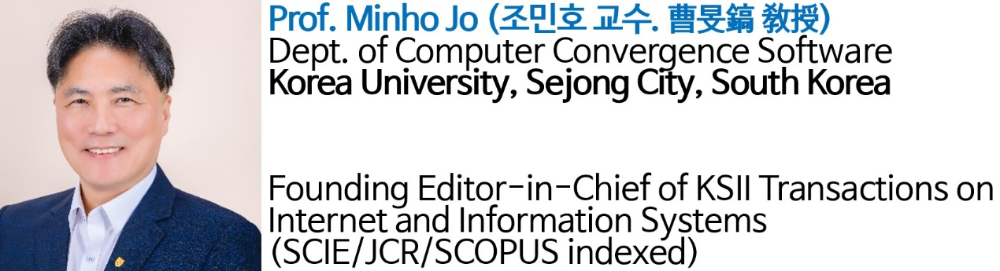 Prof. Minho Jo (조민호 교수. 曹旻鎬 敎授)
Dept. of Computer Convergence Software
Korea University, Sejong City, South Korea
Founding Editor-in-Chief of KSII Transactions on
Internet and Information Systems
(SCIE/JCR/SCOPUS indexed)